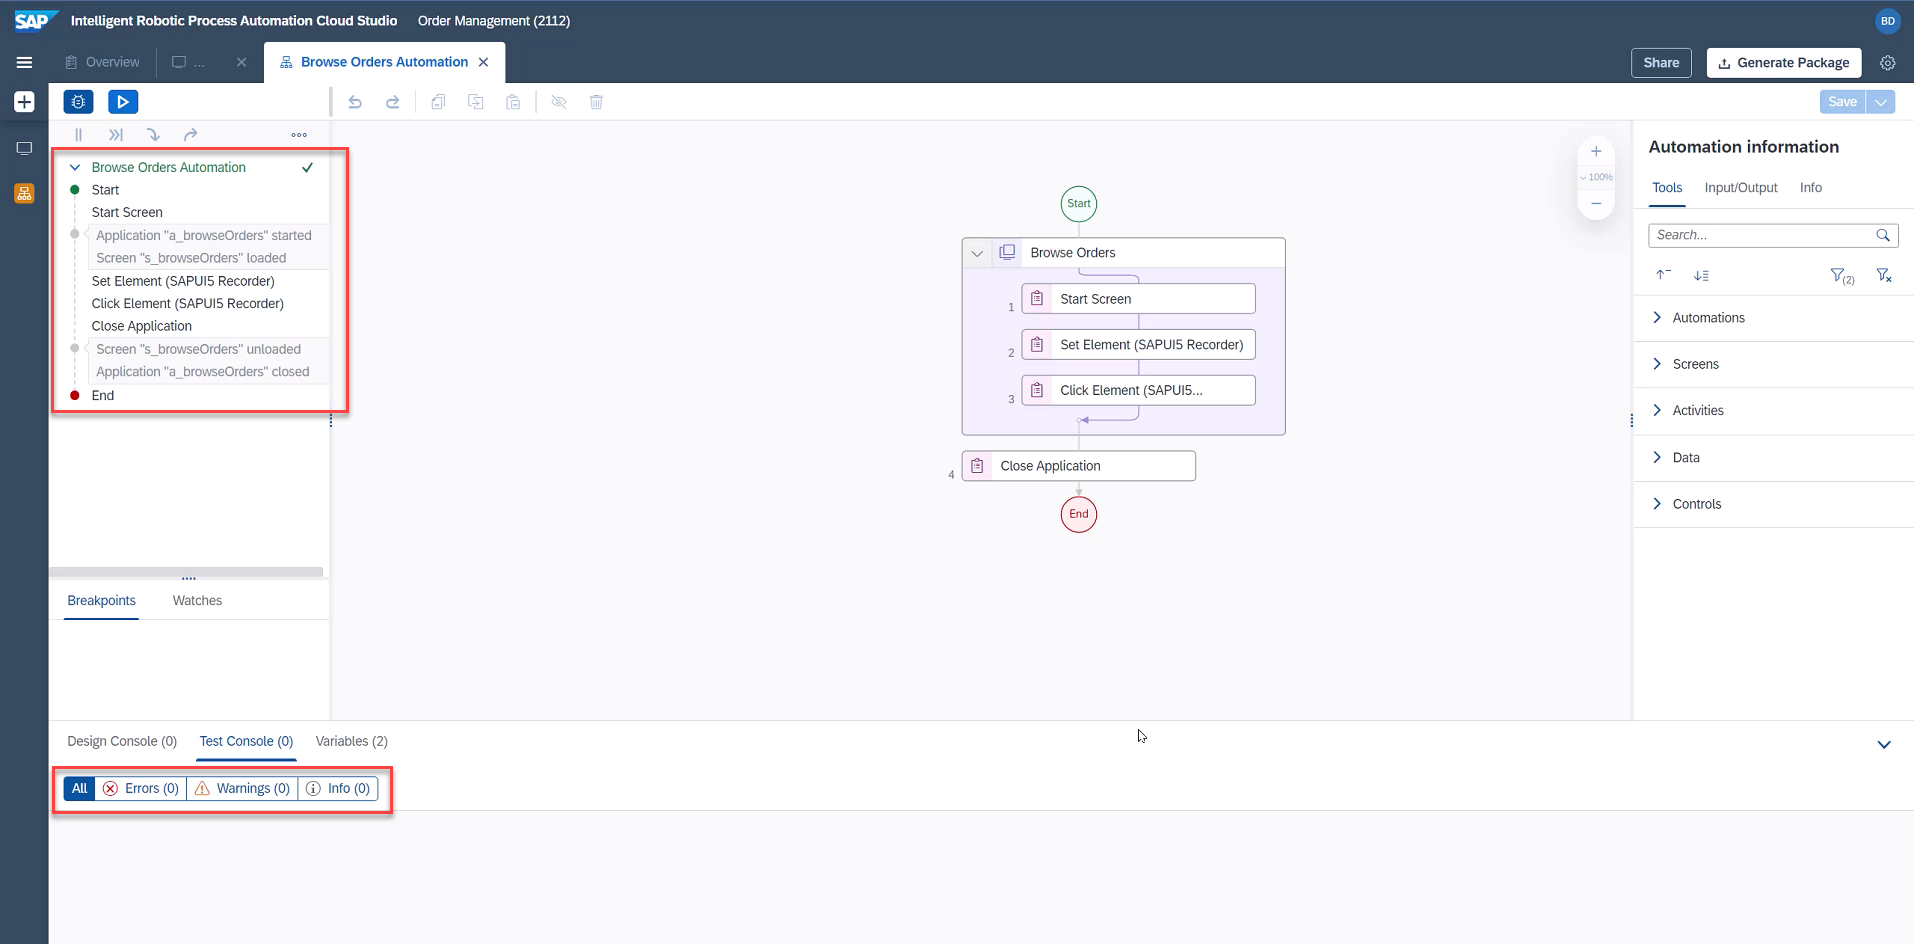 SAP Intelligent Robotic Process Automation Cloud Studio Order Management (2112) BD
Overview ... Browse Orders Automation Share Generate Package
Save
Browse Orders Automation
Start
Start Screen
Application "a_browseOrders" started
Screen "s_browseOrders" loaded
Set Element (SAPUI5 Recorder)
Click Element (SAPUI5 Recorder)
Close Application
Screen "s_browseOrders" unloaded
Application "a_browseOrders" closed
End
Breakpoints Watches
Start
Browse Orders
1 Start Screen
2 Set Element (SAPUI5 Recorder)
3 Click Element (SAPUI5...
4 Close Application
End
100%
Automation information
Tools Input/Output Info
Search...
(2)
Automations
Screens
Activities
Data
Controls
Design Console (0) Test Console (0) Variables (2)
All Errors (0) Warnings (0) Info (0)